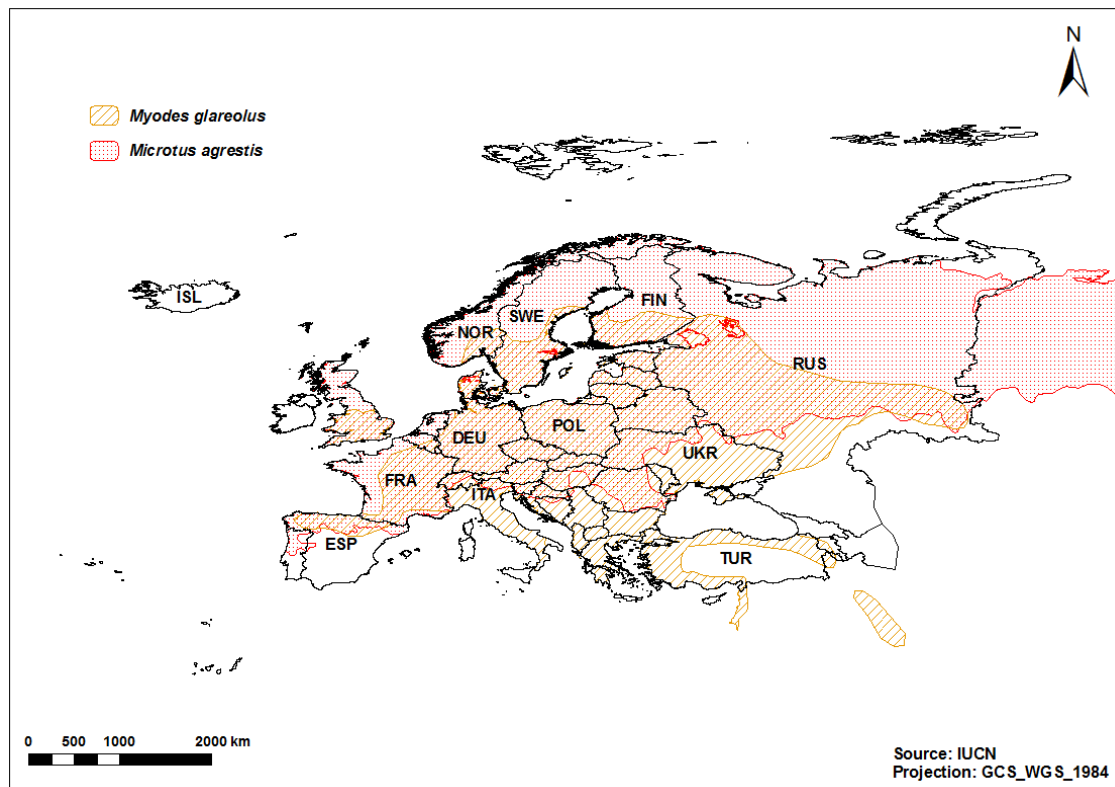 N
Myodes glareolus
Microtus agrestis
ISL
FIN
SWE
NOR
RUS
DEU
POL
UKR
FRA
ITA
ESP
TUR
0 500 1000 2000 km
Source: IUCN
Projection: GCS_WGS_1984